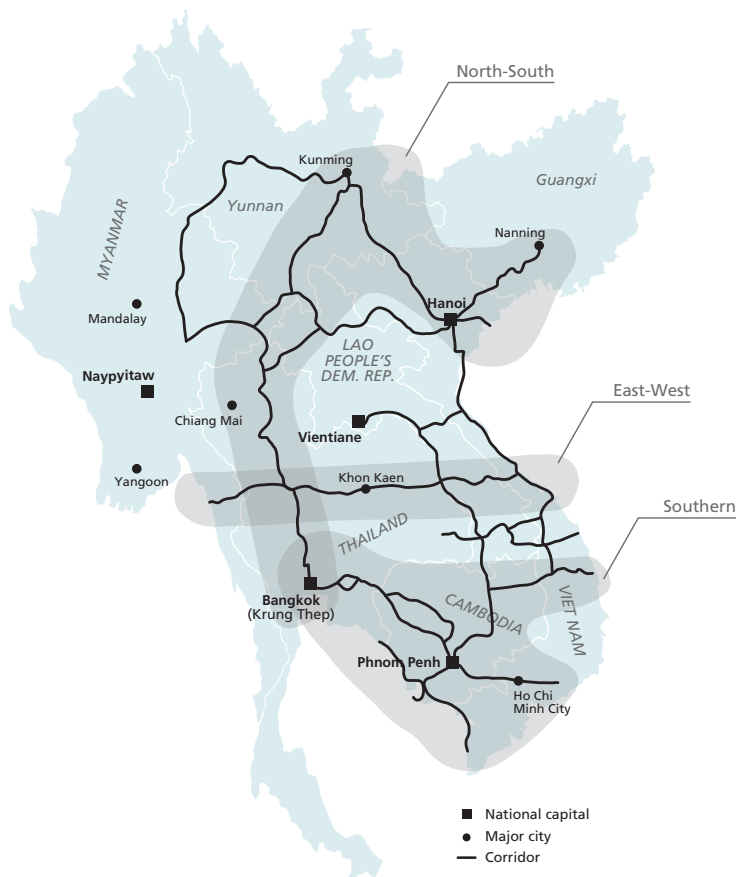 North-South
Kunming
Guangxi
Yunnan
Nanning
MYANMAR
Hanoi
Mandalay
LAO
PEOPLE'S
DEM. REP.
Naypyitaw
East-West
Chiang Mai
Vientiane
Khon Kaen
Yangoon
Southern
THAILAND
Bangkok
(Krung Thep)
CAMBODIA
VIET NAM
Phnom Penh
Ho Chi
Minh City
National capital
Major city
Corridor